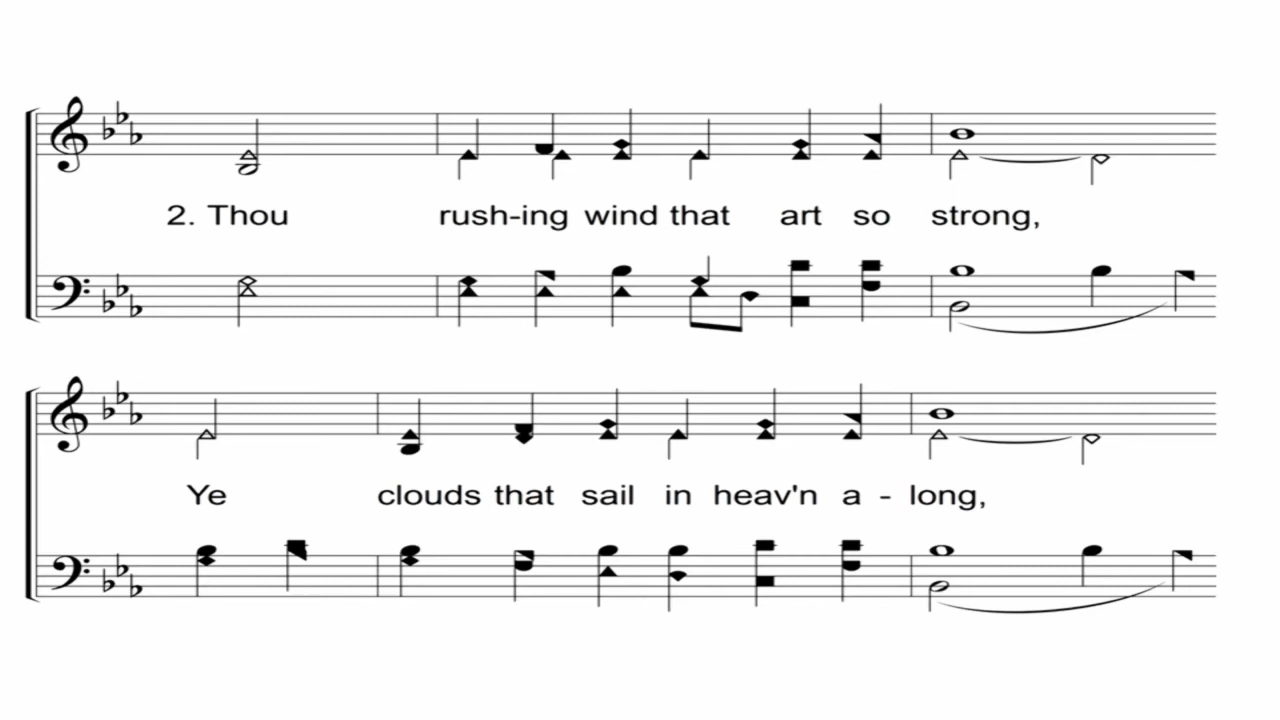 2. Thou rush-ing wind that art so strong,
Ye clouds that sail in heav'n a - long,